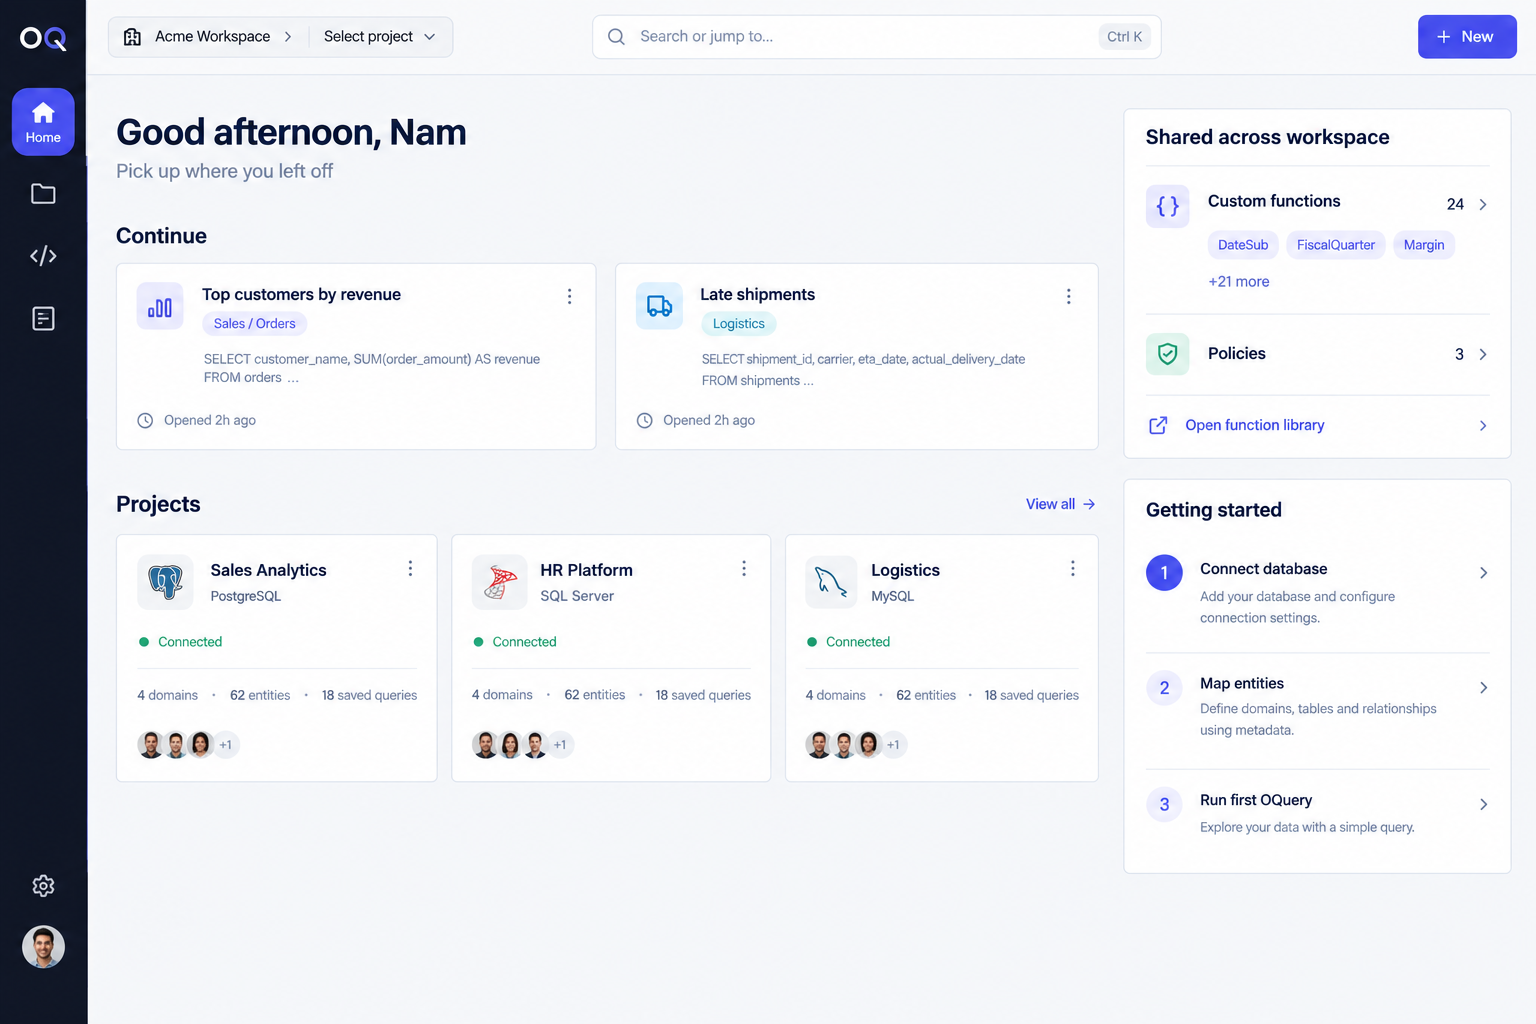 OQ
Acme Workspace
Select project
Search or jump to...
Ctrl K
+ New
Home
Good afternoon, Nam
Pick up where you left off
Continue
Top customers by revenue
Sales / Orders
SELECT customer_name, SUM(order_amount) AS revenue
FROM orders ...
Opened 2h ago
Late shipments
Logistics
SELECT shipment_id, carrier, eta_date, actual_delivery_date
FROM shipments ...
Opened 2h ago
Projects
View all →
Sales Analytics
PostgreSQL
Connected
4 domains · 62 entities · 18 saved queries
+1
HR Platform
SQL Server
Connected
4 domains · 62 entities · 18 saved queries
+1
Logistics
MySQL
Connected
4 domains · 62 entities · 18 saved queries
+1
Shared across workspace
{ }
Custom functions
24
DateSub
FiscalQuarter
Margin
+21 more
Policies
3
Open function library
Getting started
1
Connect database
Add your database and configure
connection settings.
2
Map entities
Define domains, tables and relationships
using metadata.
3
Run first OQuery
Explore your data with a simple query.